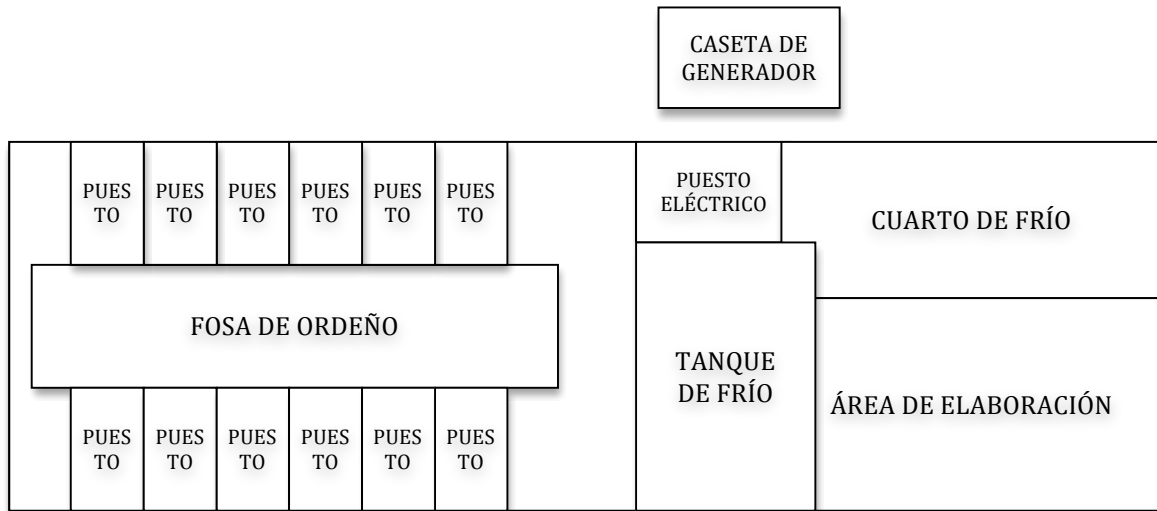 CASETA DE
GENERADOR
PUES
TO
PUES
TO
PUES
TO
PUES
TO
PUES
TO
PUES
TO
PUESTO
ELÉCTRICO
CUARTO DE FRÍO
FOSA DE ORDEÑO
TANQUE
DE FRÍO
ÁREA DE ELABORACIÓN
PUES
TO
PUES
TO
PUES
TO
PUES
TO
PUES
TO
PUES
TO